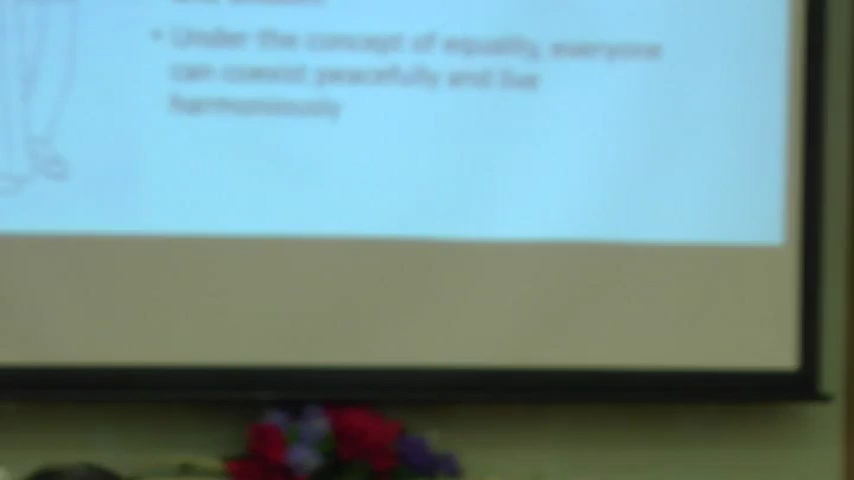 • Under the concept of equality, everyone
can coexist peacefully and live
harmoniously